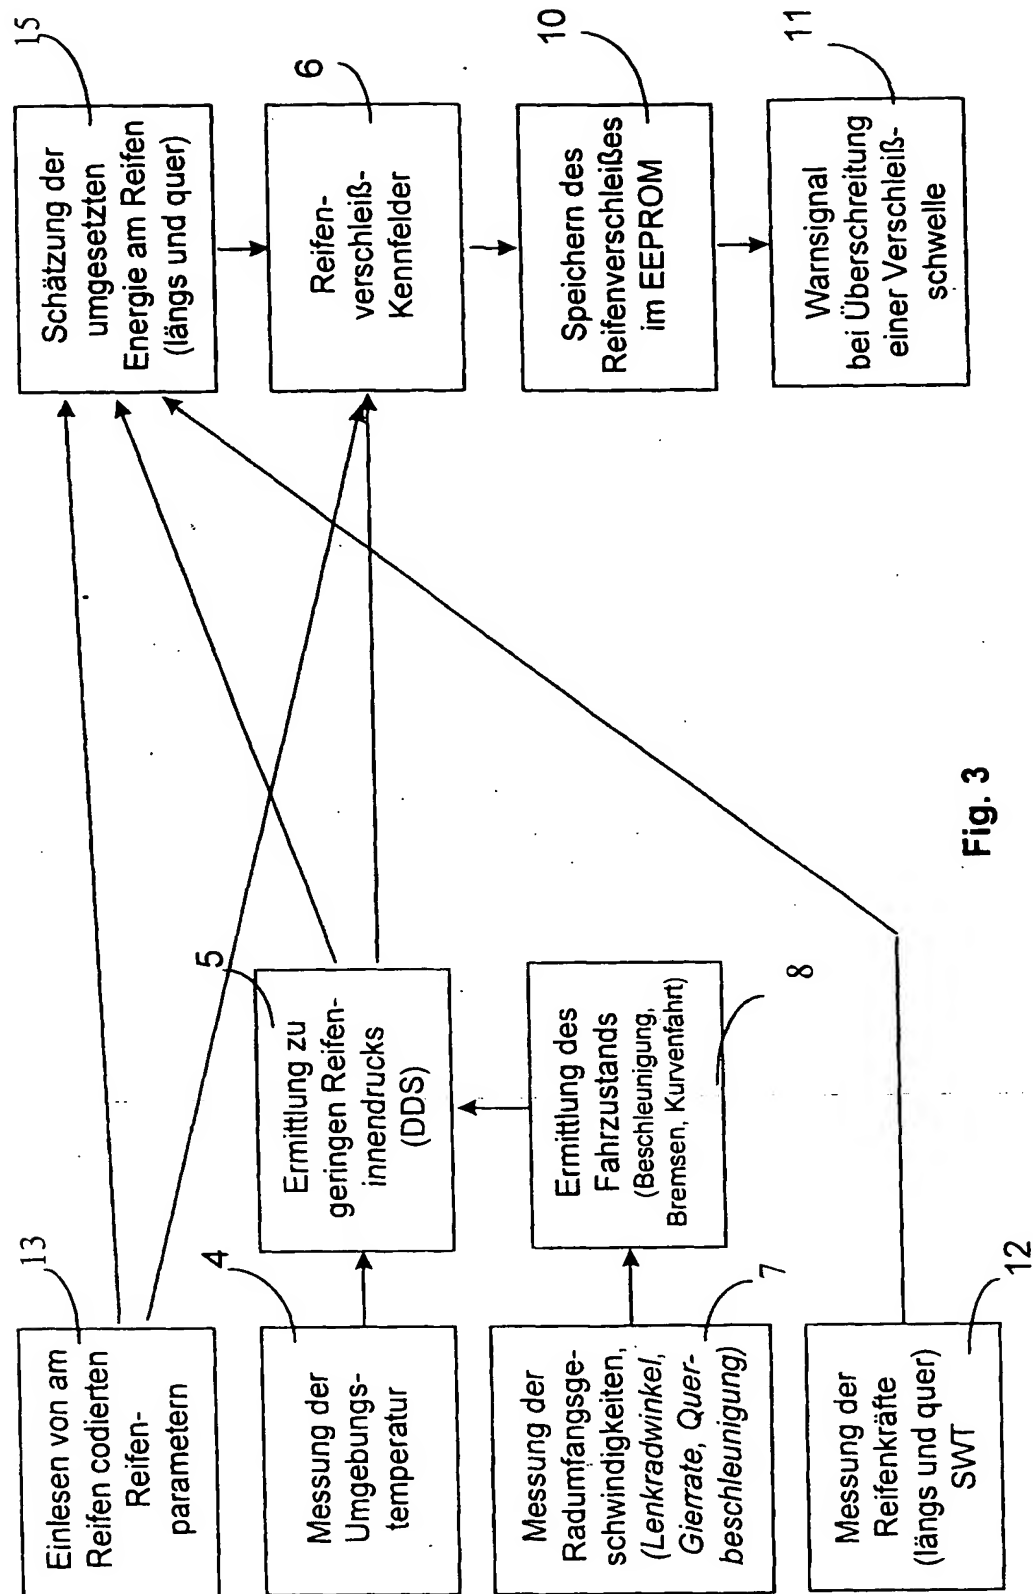 13
Einlesen von am
Reifen codierten
Reifen-
parametern
4
Messung der
Umgebungs-
temperatur
7
Messung der
Radumfangsge-
schwindigkeiten,
(Lenkradwinkel,
Gierrate, Quer-
beschleunigung)
12
Messung der
Reifenkräfte
(längs und quer)
SWT
5
Ermittlung zu
geringen Reifen-
innendrucks
(DDS)
8
Ermittlung des
Fahrzustands
(Beschleunigung,
Bremsen, Kurvenfahrt)
15
Schätzung der
umgesetzten
Energie am Reifen
(längs und quer)
6
Reifen-
verschleiß-
Kennfelder
10
Speichern des
Reifenverschleißes
im EEPROM
11
Warnsignal
bei Überschreitung
einer Verschleiß-
schwelle
Fig. 3